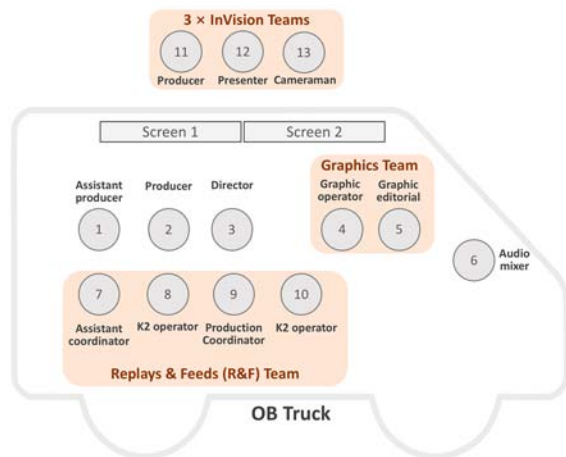 3 × InVision Teams
11 12 13
Producer Presenter Cameraman
Screen 1 Screen 2
Graphics Team
Assistant
producer
Producer
Director
Graphic
operator
Graphic
editorial
1 2 3 4 5
6
Audio
mixer
7 8 9 10
Assistant
coordinator
K2 operator
Production
Coordinator
K2 operator
Replays & Feeds (R&F) Team
OB Truck